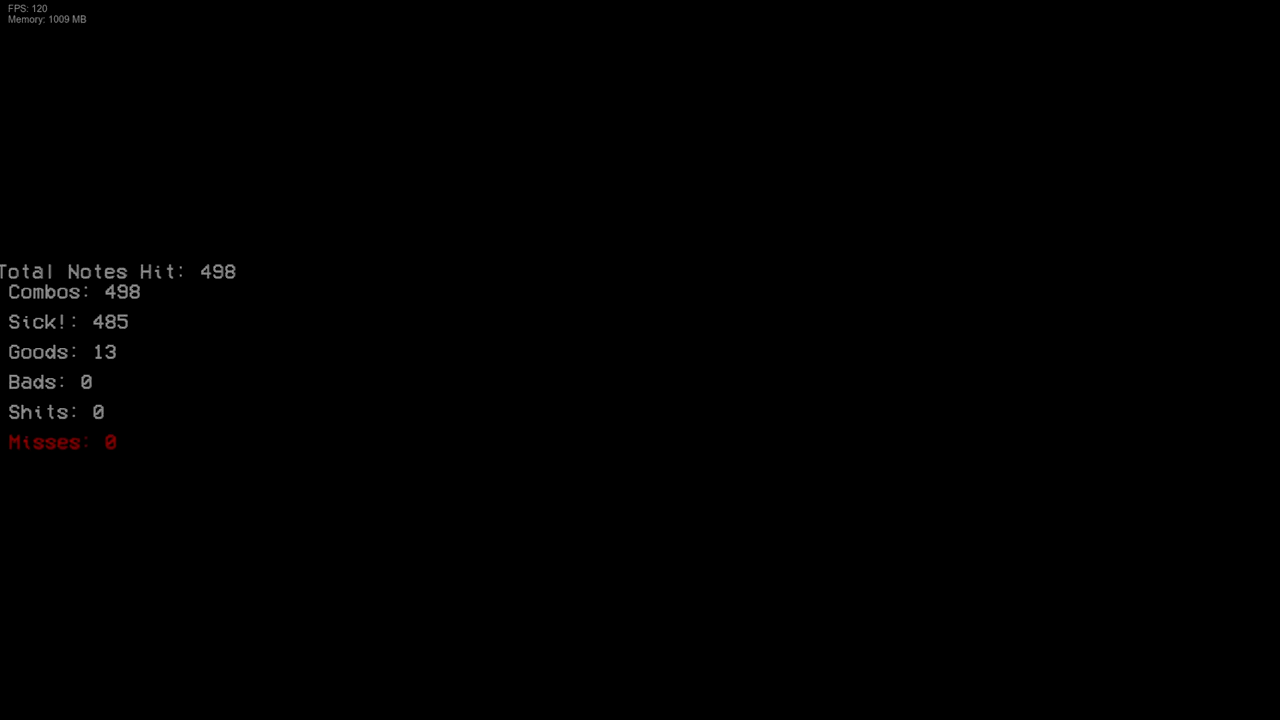 FPS: 120
Memory: 1009 MB
Total Notes Hit: 498
Combos: 498
Sick!: 485
Goods: 13
Bads: 0
Shits: 0
Misses: 0